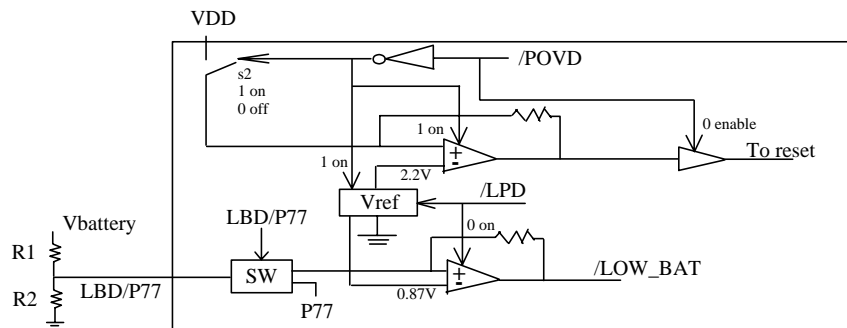 VDD
/POVD
s2
1 on
0 off
1 on
0 enable
To reset
+
-
2.2V
1 on
/LPD
Vref
Vbattery
LBD/P77
0 on
R1
SW
+
-
/LOW_BAT
R2
LBD/P77
P77
0.87V